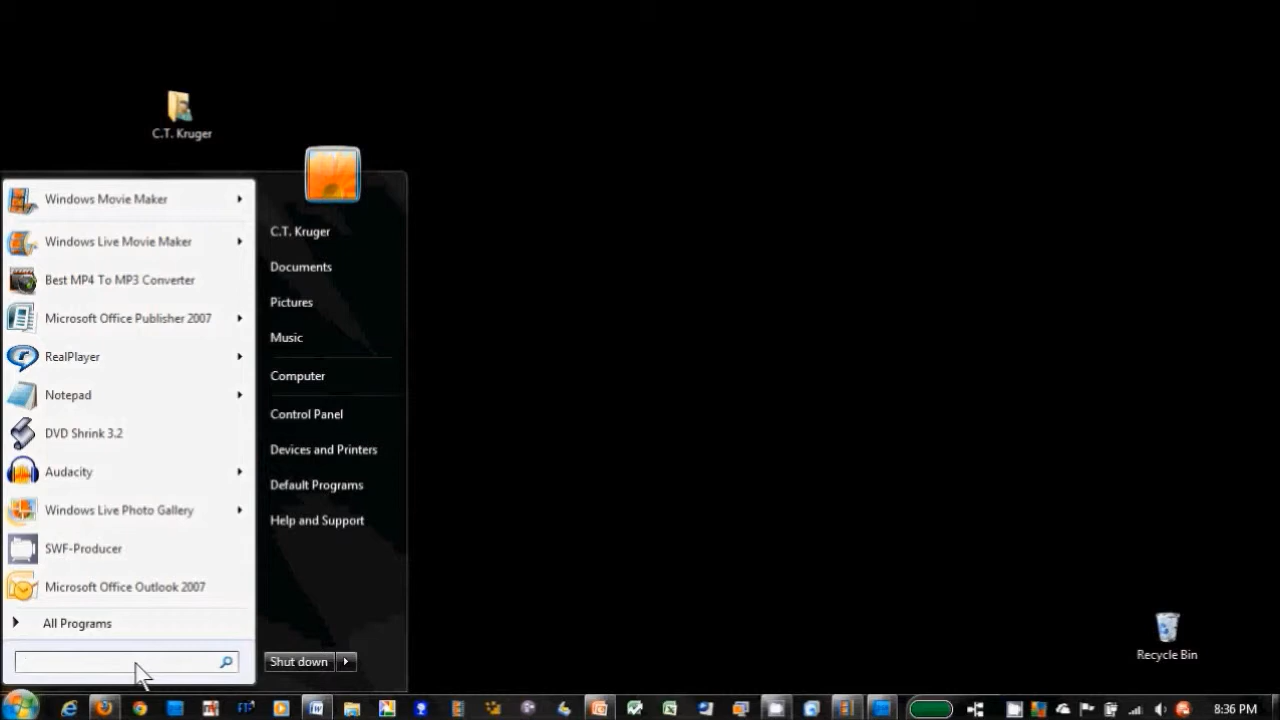 C.T. Kruger
Windows Movie Maker
Windows Live Movie Maker
Best MP4 To MP3 Converter
Microsoft Office Publisher 2007
RealPlayer
Notepad
DVD Shrink 3.2
Audacity
Windows Live Photo Gallery
SWF-Producer
Microsoft Office Outlook 2007
All Programs
C.T. Kruger
Documents
Pictures
Music
Computer
Control Panel
Devices and Printers
Default Programs
Help and Support
Shut down
Recycle Bin
8:36 PM